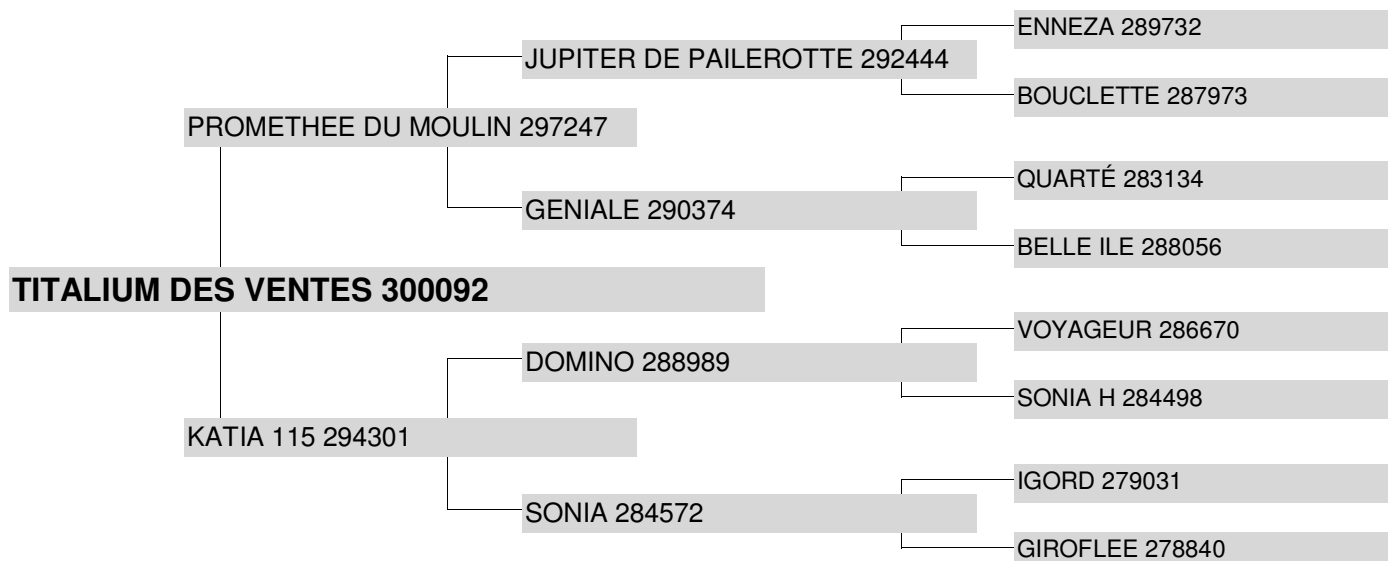 ENNEZA 289732
JUPITER DE PAILEROTTE 292444
BOUCLETTE 287973
PROMETHEE DU MOULIN 297247
QUARTÉ 283134
GENIALE 290374
BELLE ILE 288056
TITALIUM DES VENTES 300092
VOYAGEUR 286670
DOMINO 288989
SONIA H 284498
KATIA 115 294301
IGORD 279031
SONIA 284572
GIROFLEE 278840